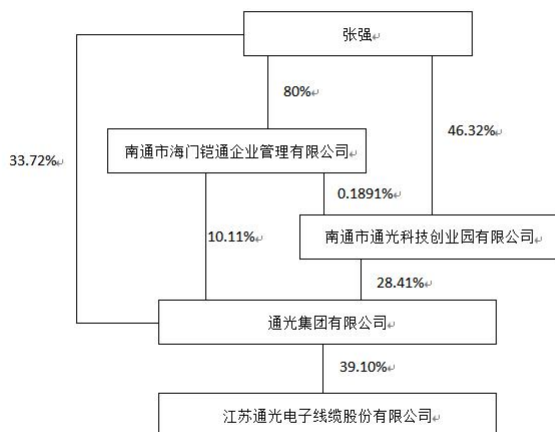 张强
80%
46.32%
33.72%
南通市海门铠通企业管理有限公司
0.1891%
10.11%
南通市通光科技创业园有限公司
28.41%
通光集团有限公司
39.10%
江苏通光电子线缆股份有限公司